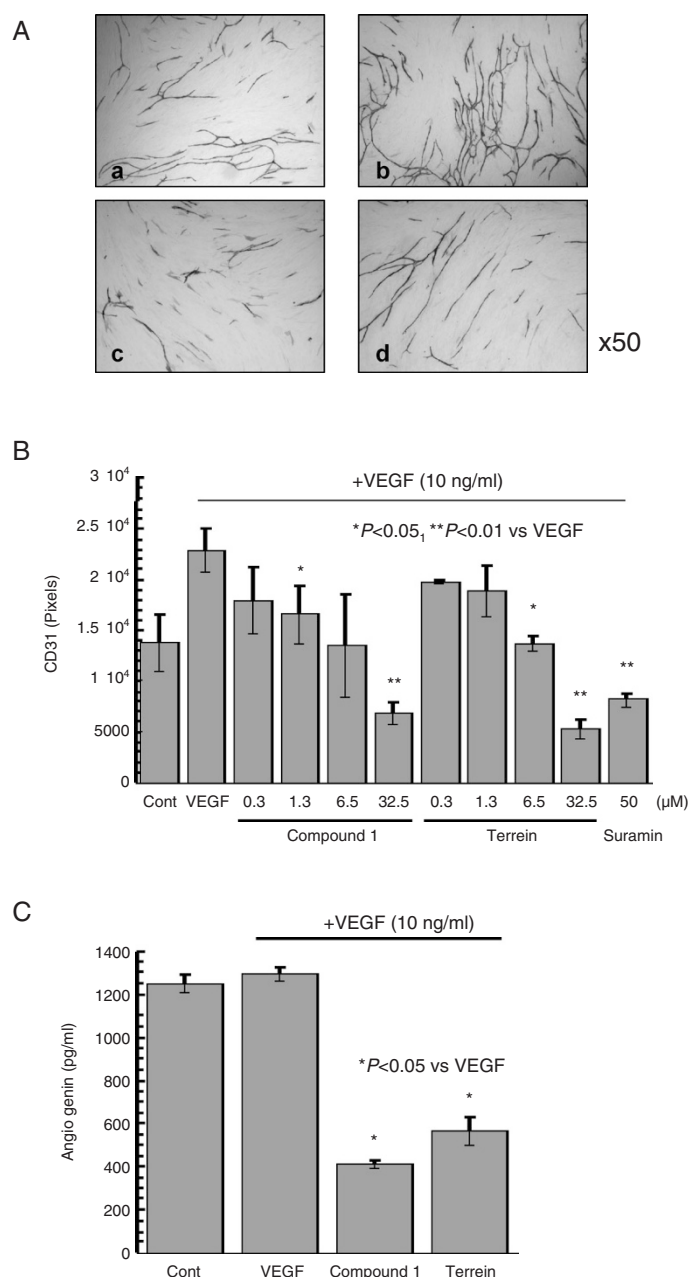 A
a
b
c
d
x50
B
+VEGF (10 ng/ml)
*P<0.05, **P<0.01 vs VEGF
CD31 (Pixels)
3 10⁴
2.5 10⁴
2 10⁴
1.5 10⁴
1 10⁴
5000
0
Cont VEGF 0.3 1.3 6.5 32.5 0.3 1.3 6.5 32.5 50 (µM)
Compound 1 Terrein Suramin
* ** * ** **
C
+VEGF (10 ng/ml)
*P<0.05 vs VEGF
Angio genin (pg/ml)
1400
1200
1000
800
600
400
200
0
* *
Cont VEGF Compound 1 Terrein